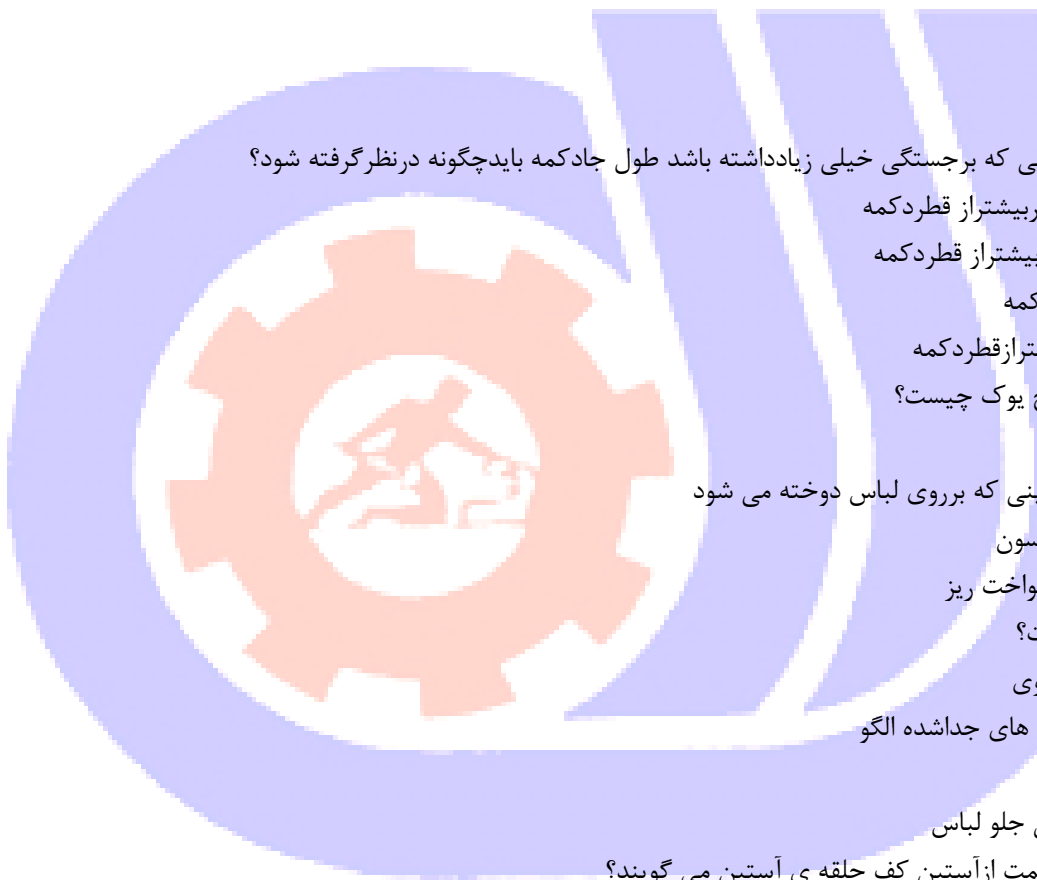 ی که برجستگی خیلی زیادداشته باشد طول جادکمه بایدچگونه درنظرگرفته شود؟
ربیشتراز قطردکمه
بیشتراز قطردکمه
کمه
ترازقطردکمه
یوک چیست؟
ینی که برروی لباس دوخته می شود
سون
واخت ریز
ت؟
وی
های جداشده الگو
جلو لباس
مت ازآستین کف حلقه ی آستین می گویند؟